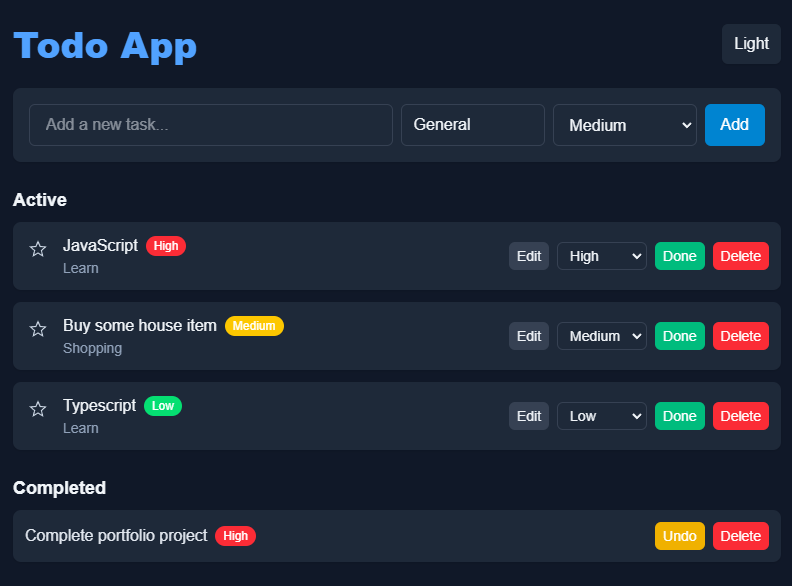 Todo App
Light
Add a new task...
General
Medium
Add
Active
JavaScript High
Learn
Edit High Done Delete
Buy some house item Medium
Shopping
Edit Medium Done Delete
Typescript Low
Learn
Edit Low Done Delete
Completed
Complete portfolio project High
Undo Delete